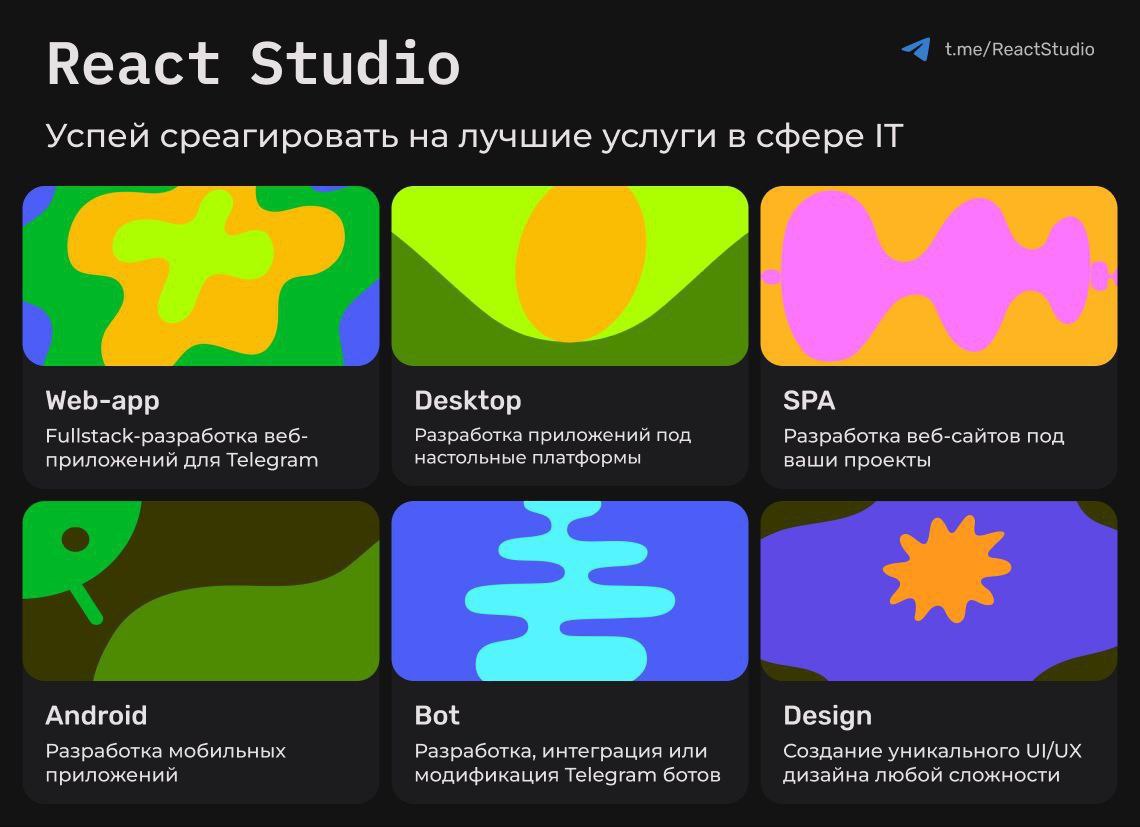 React Studio
t.me/ReactStudio
Успей среагировать на лучшие услуги в сфере IT
Web-app
Fullstack-разработка веб-
приложений для Telegram
Desktop
Разработка приложений под
настольные платформы
SPA
Разработка веб-сайтов под
ваши проекты
Android
Разработка мобильных
приложений
Bot
Разработка, интеграция или
модификация Telegram ботов
Design
Создание уникального UI/UX
дизайна любой сложности